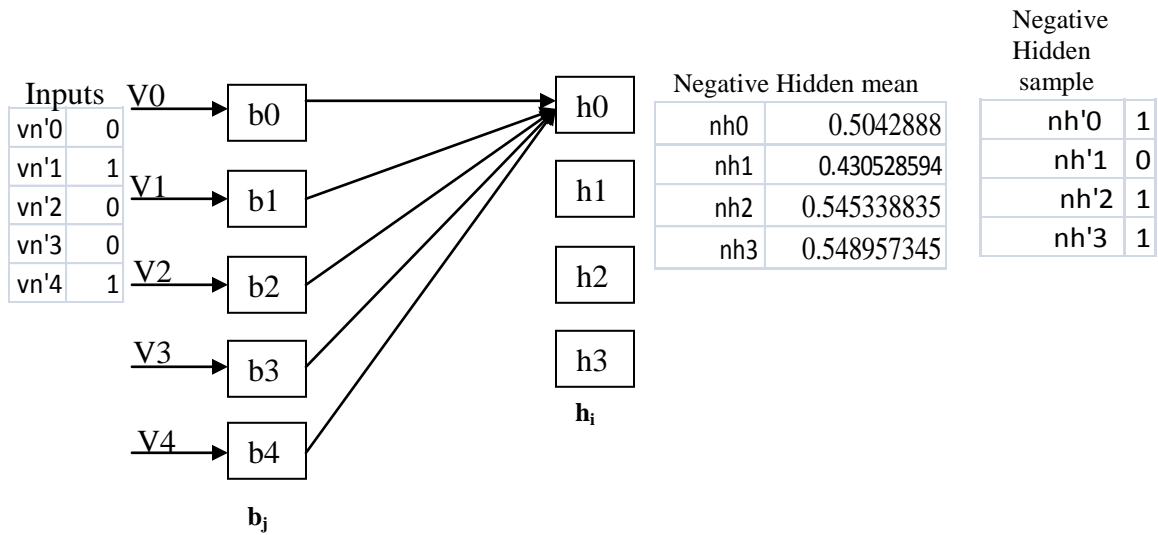 Inputs
vn'0 0
vn'1 1
vn'2 0
vn'3 0
vn'4 1
V0
V1
V2
V3
V4
b0
b1
b2
b3
b4
bj
h0
h1
h2
h3
hi
Negative Hidden mean
nh0 0.5042888
nh1 0.430528594
nh2 0.545338835
nh3 0.548957345
Negative
Hidden
sample
nh'0 1
nh'1 0
nh'2 1
nh'3 1